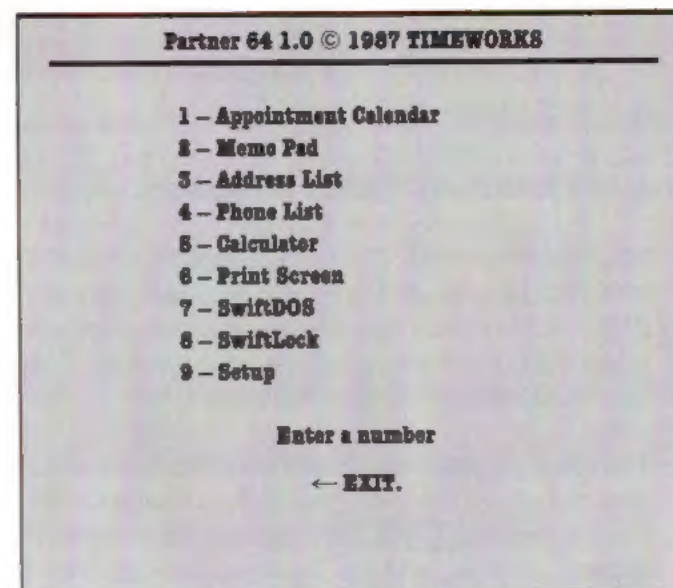 Partner 64 1.0 © 1987 TIMEWORKS
1 – Appointment Calendar
2 – Memo Pad
3 – Address List
4 – Phone List
5 – Calculator
6 – Print Screen
7 – SwiftDOS
8 – SwiftLock
9 – Setup
Enter a number
← EXIT.